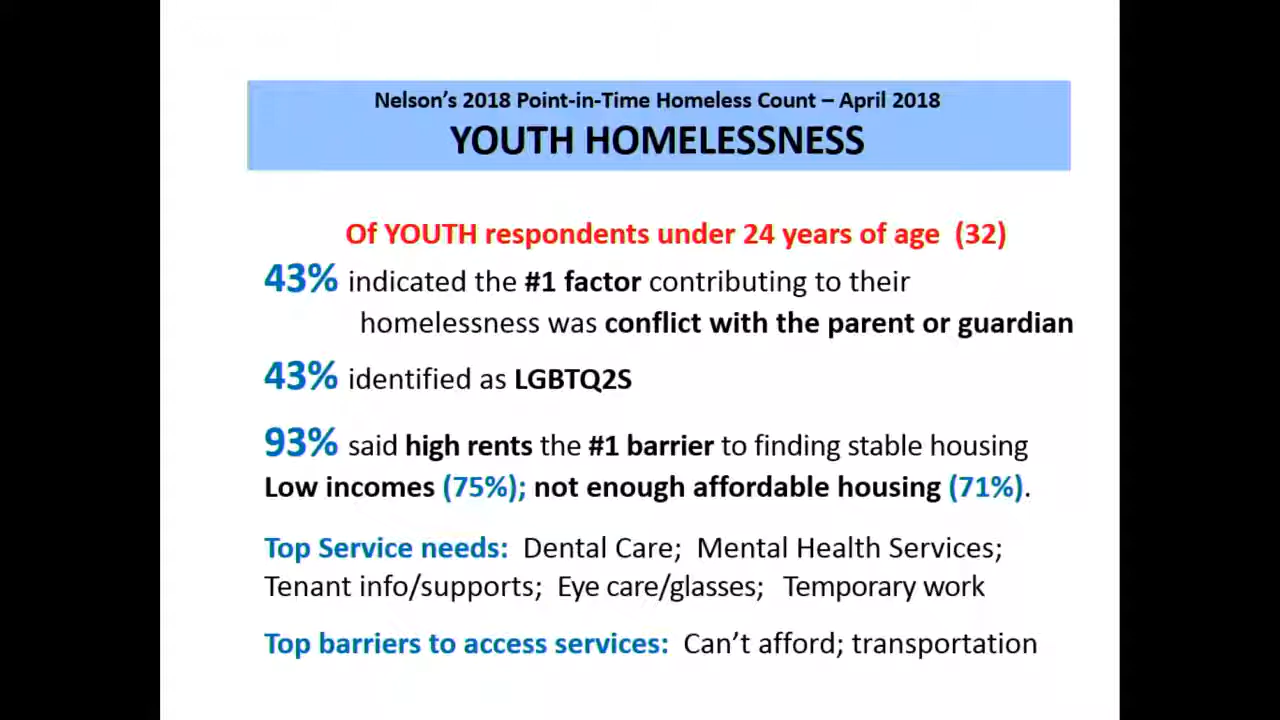 Nelson's 2018 Point-in-Time Homeless Count – April 2018
YOUTH HOMELESSNESS
Of YOUTH respondents under 24 years of age (32)
43% indicated the #1 factor contributing to their
homelessness was conflict with the parent or guardian
43% identified as LGBTQ2S
93% said high rents the #1 barrier to finding stable housing
Low incomes (75%); not enough affordable housing (71%).
Top Service needs: Dental Care; Mental Health Services;
Tenant info/supports; Eye care/glasses; Temporary work
Top barriers to access services: Can't afford; transportation